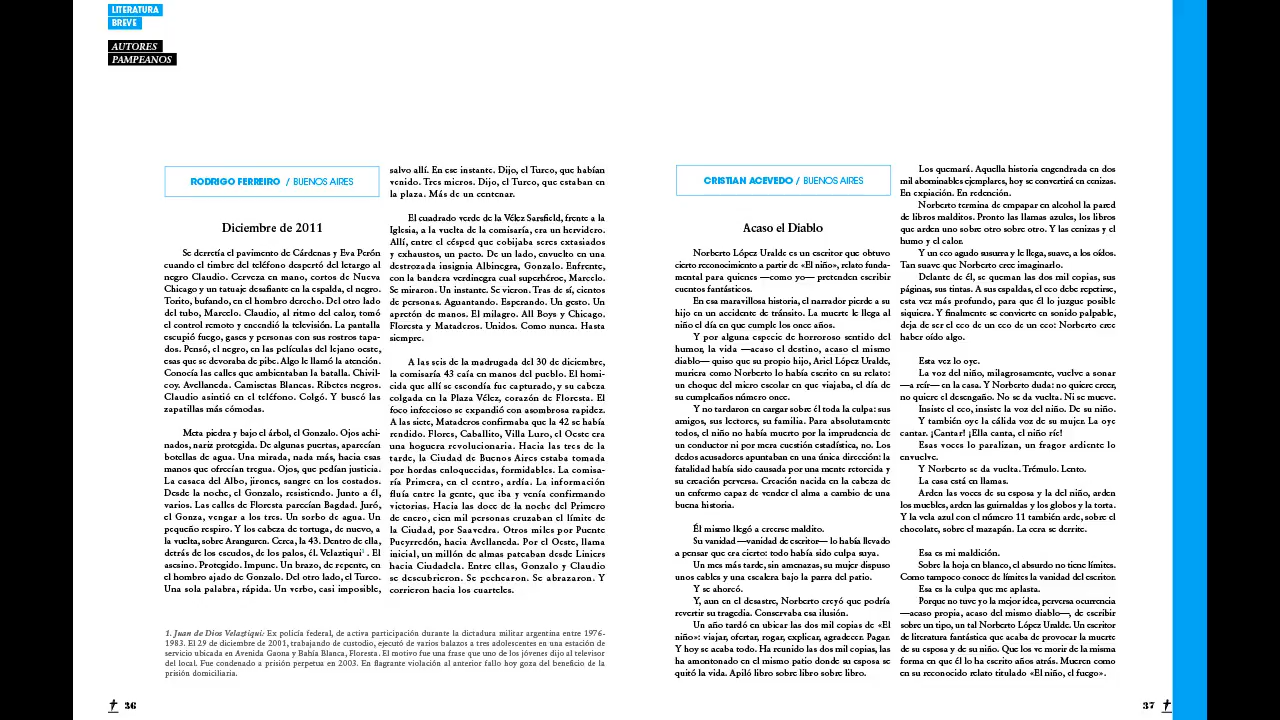 LITERATURA
BREVE
AUTORES
PAMPEANOS
RODRIGO FERREIRO / BUENOS AIRES
Diciembre de 2011
Se derretía el pavimento de Cárdenas y Eva Perón
cuando el timbre del teléfono despertó del letargo al
negro Claudio. Cerveza en mano, cortos de Nueva
Chicago y un tatuaje desafiante en la espalda, el negro.
Torito, bufando, en el hombro derecho. Del otro lado
del tubo, Marcelo. Claudio, al ritmo del calor, tomó
el control remoto y encendió la televisión. La pantalla
escupió fuego, gases y personas con sus rostros tapa-
dos. Pensó, el negro, en las películas del lejano oeste,
esas que se devoraba de pibe. Algo le llamó la atención.
Conocía las calles que ambientaban la batalla. Chivil-
coy. Avellaneda. Camisetas Blancas. Ribetes negros.
Claudio asintió en el teléfono. Colgó. Y buscó las
zapatillas más cómodas.
Meta piedra y bajo el árbol, el Gonzalo. Ojos achi-
nados, nariz protegida. De algunas puertas, aparecían
botellas de agua. Una mirada, nada más, hacia esas
manos que ofrecían tregua. Ojos, que pedían justicia.
La casaca del Albo, jirones, sangre en los costados.
Desde la noche, el Gonzalo, resistiendo. Junto a él,
varios. Las calles de Floresta parecían Bagdad. Juró,
el Gonza, vengar a los tres. Un sorbo de agua. Un
pequeño respiro. Y los cabeza de tortuga, de nuevo, a
la vuelta, sobre Aranguren. Cerca, la 43. Dentro de ella,
detrás de los escudos, de los palos, él. Velaztiqui¹ . El
asesino. Protegido. Impune. Un brazo, de repente, en
el hombro ajado de Gonzalo. Del otro lado, el Turco.
Una sola palabra, rápida. Un verbo, casi imposible,
salvo allí. En ese instante. Dijo, el Turco, que habían
venido. Tres micros. Dijo, el Turco, que estaban en
la plaza. Más de un centenar.
El cuadrado verde de la Vélez Sarsfield, frente a la
Iglesia, a la vuelta de la comisaría, era un hervidero.
Allí, entre el césped que cobijaba seres extasiados
y exhaustos, un pacto. De un lado, envuelto en una
destrozada insignia Albinegra, Gonzalo. Enfrente,
con la bandera verdinegra cual superhéroe, Marcelo.
Se miraron. Un instante. Se vieron. Tras de sí, cientos
de personas. Aguantando. Esperando. Un gesto. Un
apretón de manos. El milagro. All Boys y Chicago.
Floresta y Mataderos. Unidos. Como nunca. Hasta
siempre.
A las seis de la madrugada del 30 de diciembre,
la comisaría 43 caía en manos del pueblo. El homi-
cida que allí se escondía fue capturado, y su cabeza
colgada en la Plaza Vélez, corazón de Floresta. El
foco infeccioso se expandió con asombrosa rapidez.
A las siete, Mataderos confirmaba que la 42 se había
rendido. Flores, Caballito, Villa Luro, el Oeste era
una hoguera revolucionaria. Hacia las tres de la
tarde, la Ciudad de Buenos Aires estaba tomada
por hordas enloquecidas, formidables. La comisa-
ría Primera, en el centro, ardía. La información
fluía entre la gente, que iba y venía confirmando
victorias. Hacia las doce de la noche del Primero
de enero, cien mil personas cruzaban el límite de
la Ciudad, por Saavedra. Otros miles por Puente
Pueyrredón, hacia Avellaneda. Por el Oeste, llama
inicial, un millón de almas pateaban desde Liniers
hacia Ciudadela. Entre ellas, Gonzalo y Claudio
se descubrieron. Se pecharon. Se abrazaron. Y
corrieron hacia los cuarteles.
1. Juan de Dios Velaztiqui: Ex policía federal, de activa participación durante la dictadura militar argentina entre 1976-
1983. El 29 de diciembre de 2001, trabajando de custodio, ejecutó de varios balazos a tres adolescentes en una estación de
servicio ubicada en Avenida Gaona y Bahía Blanca, Floresta. El motivo fue una frase que uno de los jóvenes dijo al televisor
del local. Fue condenado a prisión perpetua en 2003. En flagrante violación al anterior fallo hoy goza del beneficio de la
prisión domiciliaria.
36
CRISTIAN ACEVEDO / BUENOS AIRES
Acaso el Diablo
Norberto López Uralde es un escritor que obtuvo
cierto reconocimiento a partir de «El niño», relato funda-
mental para quienes —como yo— pretenden escribir
cuentos fantásticos.
En esa maravillosa historia, el narrador pierde a su
hijo en un accidente de tránsito. La muerte le llega al
niño el día en que cumple los once años.
Y por alguna especie de horroroso sentido del
humor, la vida —acaso el destino, acaso el mismo
diablo— quiso que su propio hijo, Ariel López Uralde,
muriera como Norberto lo había escrito en su relato:
un choque del micro escolar en que viajaba, el día de
su cumpleaños número once.
Y no tardaron en cargar sobre él toda la culpa: sus
amigos, sus lectores, su familia. Para absolutamente
todos, el niño no había muerto por la imprudencia de
un conductor ni por mera cuestión estadística, no. Los
dedos acusadores apuntaban en una única dirección: la
fatalidad había sido causada por una mente retorcida y
su creación perversa. Creación nacida en la cabeza de
un enfermo capaz de vender el alma a cambio de una
buena historia.
Él mismo llegó a creerse maldito.
Su vanidad —vanidad de escritor— lo había llevado
a pensar que era cierto: todo había sido culpa suya.
Un mes más tarde, sin amenazas, su mujer dispuso
unos cables y una escalera bajo la parra del patio.
Y se ahorcó.
Y, aun en el desastre, Norberto creyó que podría
revertir su tragedia. Conservaba esa ilusión.
Un año tardó en ubicar las dos mil copias de «El
niño»: viajar, ofertar, rogar, explicar, agradecer. Pagar.
Y hoy se acaba todo. Ha reunido las dos mil copias, las
ha amontonado en el mismo patio donde su esposa se
quitó la vida. Apiló libro sobre libro sobre libro.
Los quemará. Aquella historia engendrada en dos
mil abominables ejemplares, hoy se convertirá en cenizas.
En expiación. En redención.
Norberto termina de empapar en alcohol la pared
de libros malditos. Pronto las llamas azules, los libros
que arden uno sobre otro sobre otro. Y las cenizas y el
humo y el calor.
Y un eco agudo susurra y le llega, suave, a los oídos.
Tan suave que Norberto cree imaginarlo.
Delante de él, se queman las dos mil copias, sus
páginas, sus tintas. A sus espaldas, el eco debe repetirse,
esta vez más profundo, para que él lo juzgue posible
siquiera. Y finalmente se convierte en sonido palpable,
deja de ser el eco de un eco de un eco: Norberto cree
haber oído algo.
Esta vez lo oye.
La voz del niño, milagrosamente, vuelve a sonar
—a reír— en la casa. Y Norberto duda: no quiere creer,
no quiere el desengaño. No se da vuelta. Ni se mueve.
Insiste el eco, insiste la voz del niño. De su niño.
Y también oye la cálida voz de su mujer. La oye
cantar. ¡Cantar! ¡Ella canta, el niño ríe!
Esas voces lo paralizan, un fragor ardiente lo
envuelve.
Y Norberto se da vuelta. Trémulo. Lento.
La casa está en llamas.
Arden las voces de su esposa y la del niño, arden
los muebles, arden las guirnaldas y los globos y la torta.
Y la vela azul con el número 11 también arde, sobre el
chocolate, sobre el mazapán. La cera se derrite.
Esa es mi maldición.
Sobre la hoja en blanco, el absurdo no tiene límites.
Como tampoco conoce de límites la vanidad del escritor.
Esa es la culpa que me aplasta.
Porque no tuve yo la mejor idea, perversa ocurrencia
—acaso propia, acaso del mismo diablo—, de escribir
sobre un tipo, un tal Norberto López Uralde. Un escritor
de literatura fantástica que acaba de provocar la muerte
de su esposa y de su niño. Que los ve morir de la misma
forma en que él lo ha escrito años atrás. Mueren como
en su reconocido relato titulado «El niño, el fuego».
37